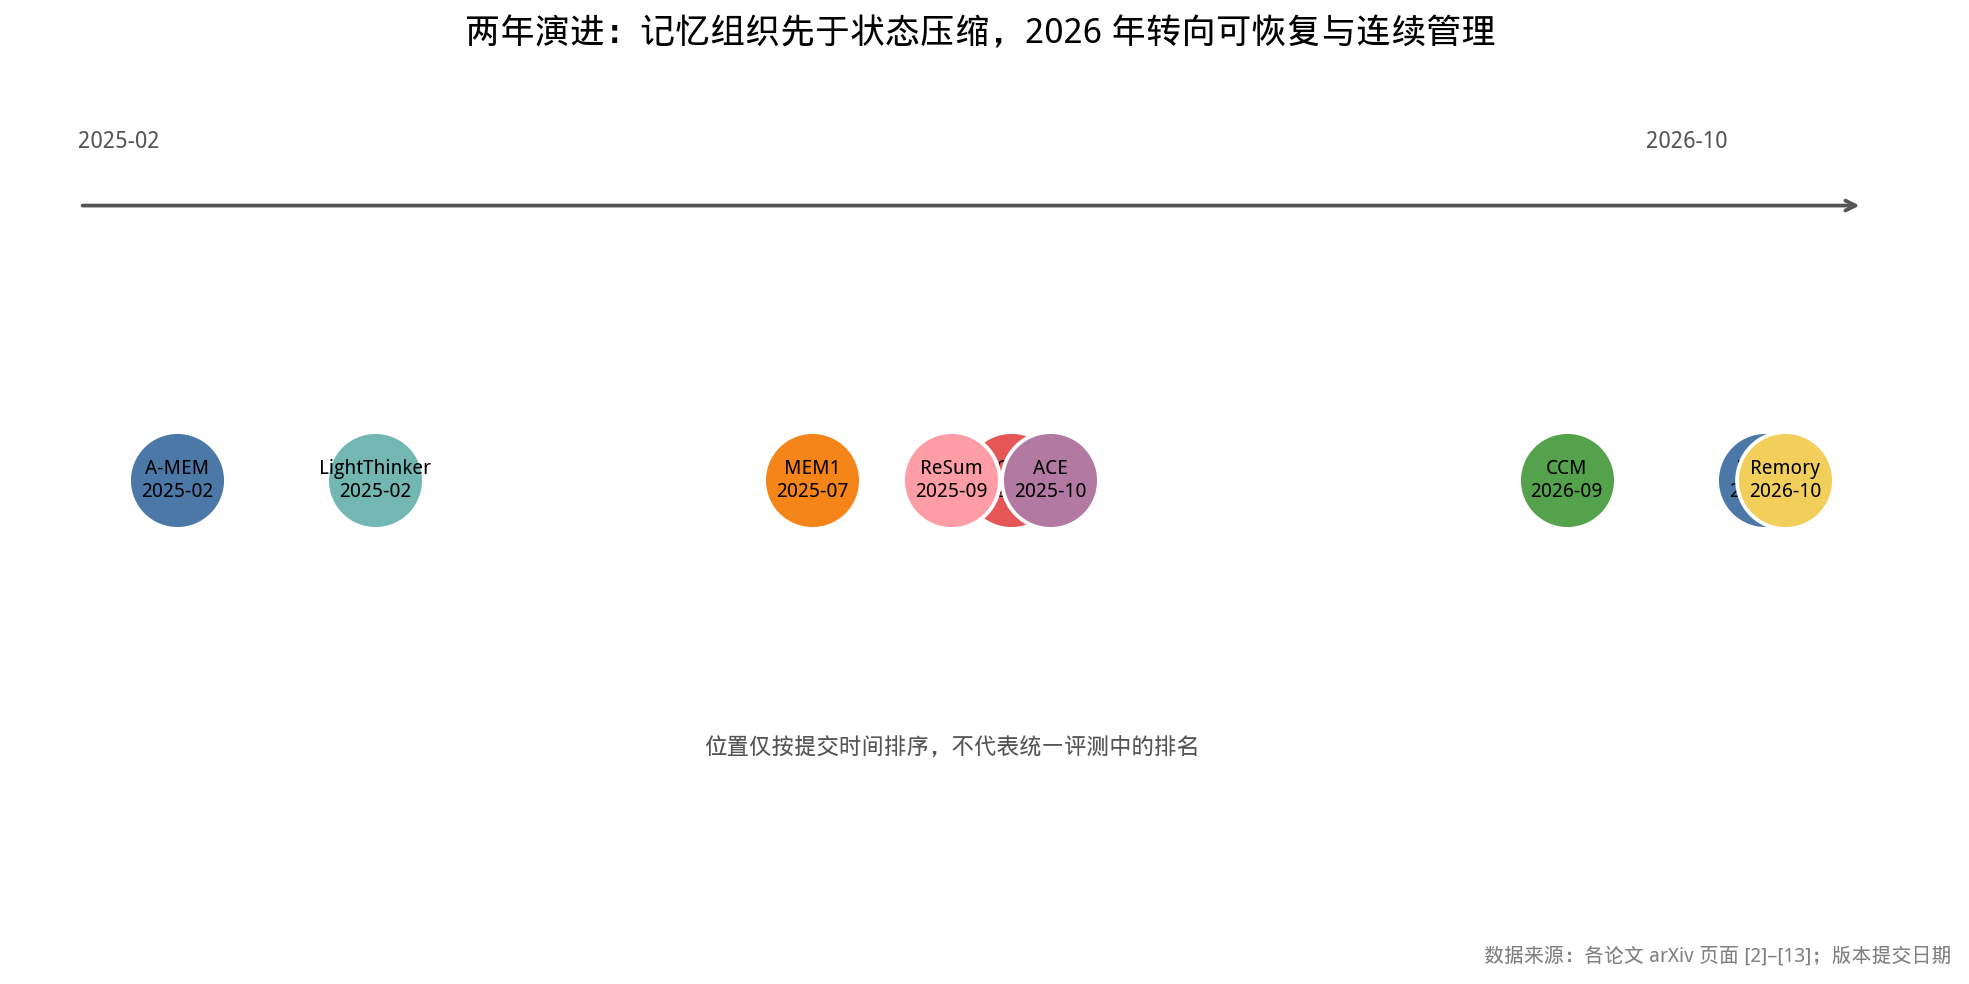 两年演进：记忆组织先于状态压缩，2026 年转向可恢复与连续管理
2025-02
2026-10
A-MEM
2025-02
LightThinker
2025-02
MEM1
2025-07
ReSum
2025-09
ACE
2025-10
CCM
2026-09
Remory
2026-10
位置仅按提交时间排序，不代表统一评测中的排名
数据来源：各论文 arXiv 页面 [2]–[13]；版本提交日期